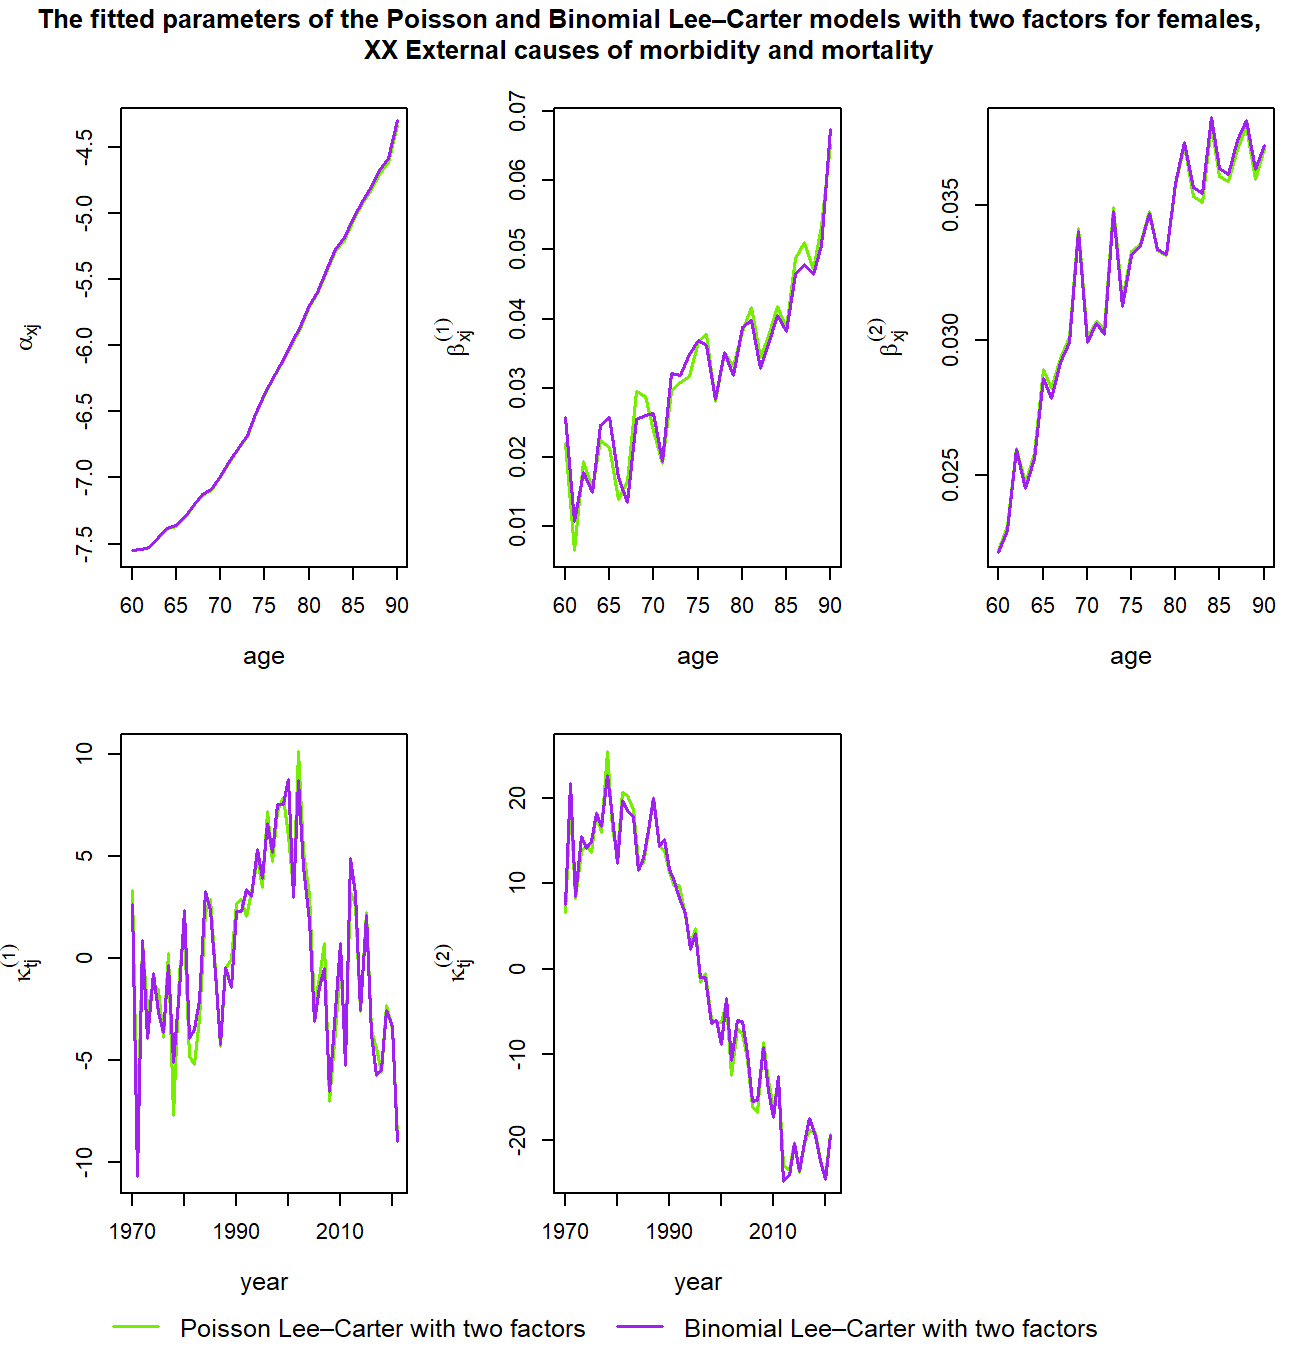 The fitted parameters of the Poisson and Binomial Lee–Carter models with two factors for females,
XX External causes of morbidity and mortality
αxj
-4.5
-5.0
-5.5
-6.0
-6.5
-7.0
-7.5
60 65 70 75 80 85 90
age
βxj(1)
0.07
0.06
0.05
0.04
0.03
0.02
0.01
60 65 70 75 80 85 90
age
βxj(2)
0.035
0.030
0.025
60 65 70 75 80 85 90
age
κtj(1)
10
5
0
-5
-10
1970 1990 2010
year
κtj(2)
20
10
0
-10
-20
1970 1990 2010
year
Poisson Lee–Carter with two factors Binomial Lee–Carter with two factors